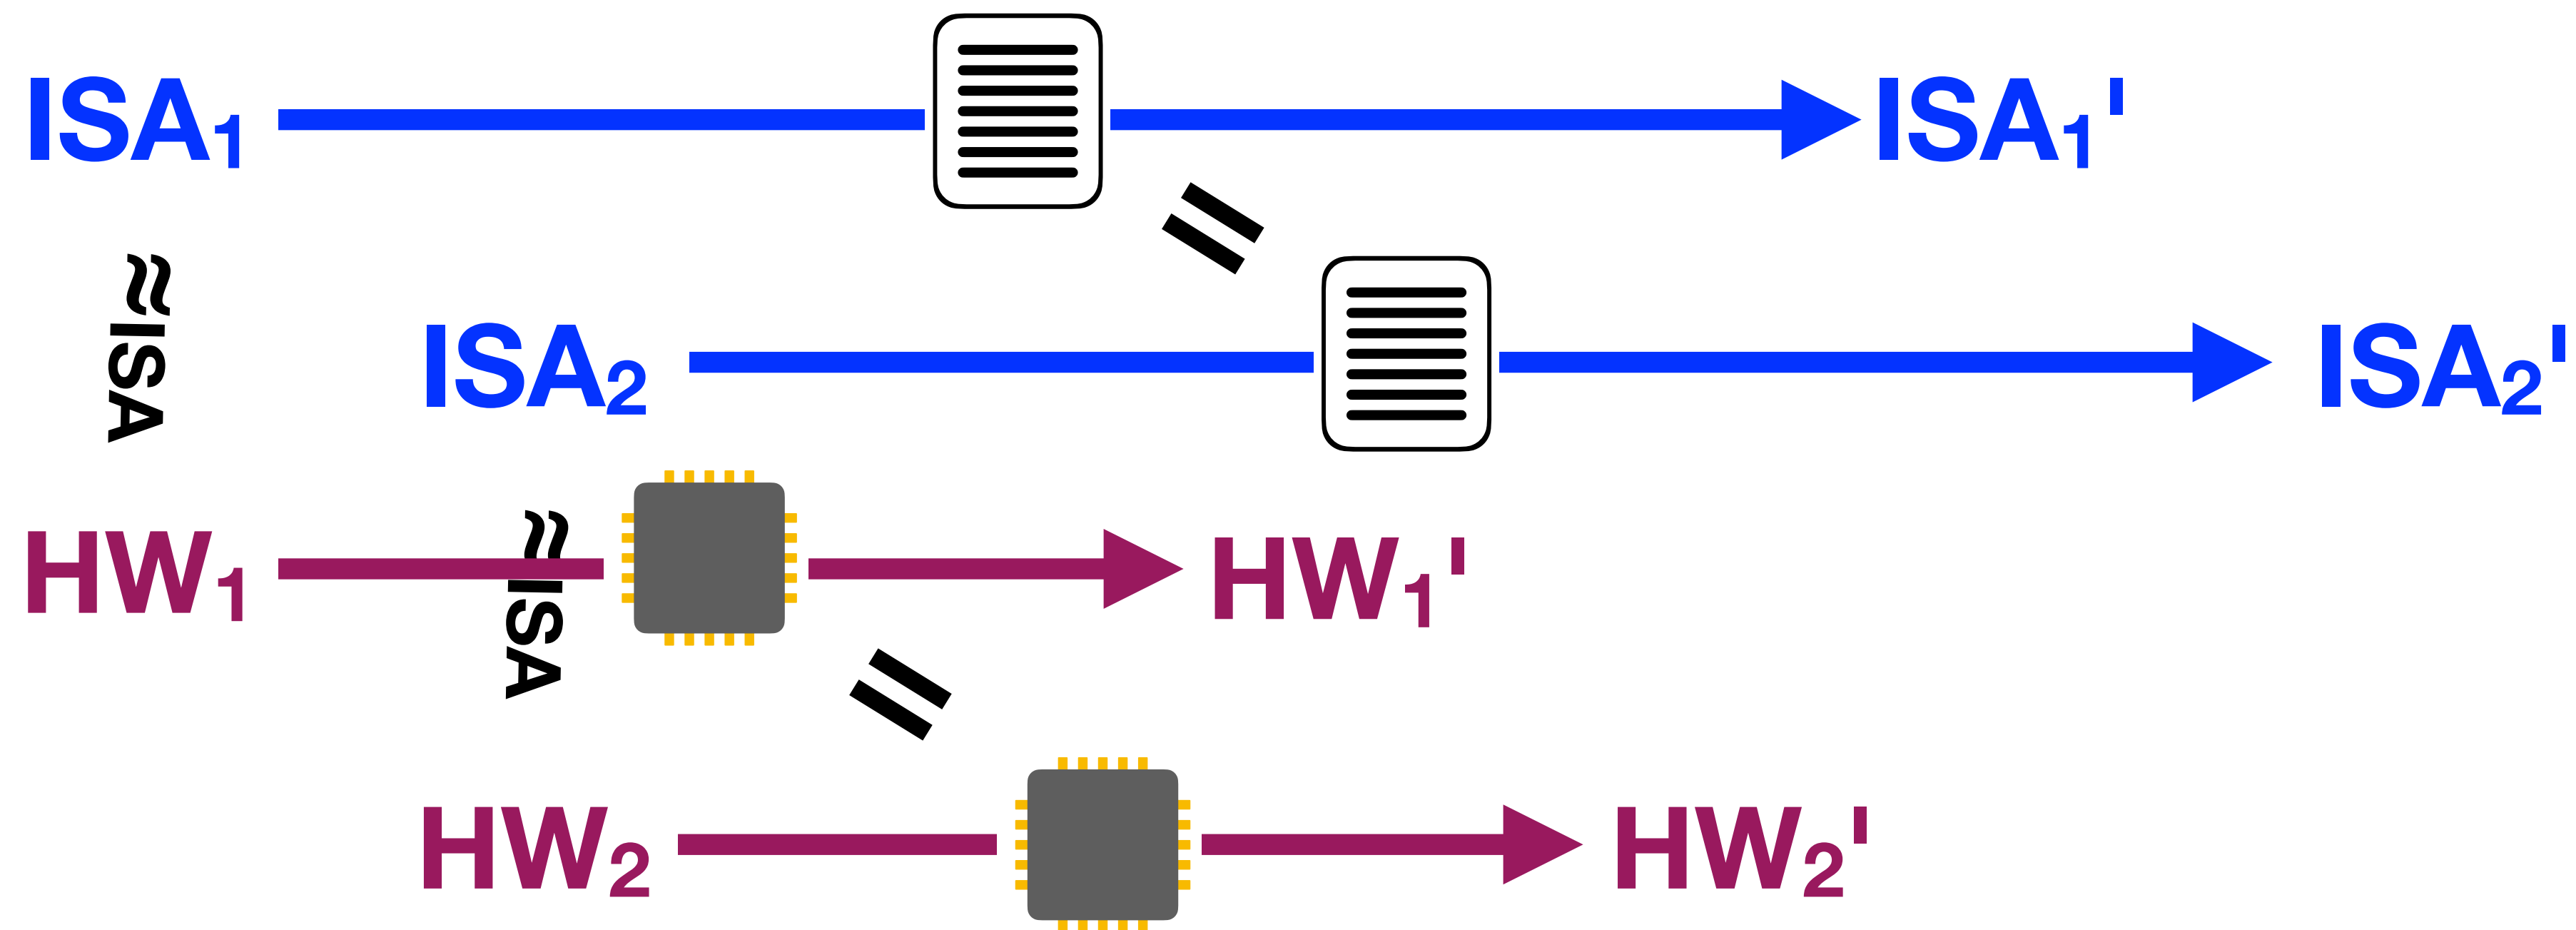 ISA₁ ISA₁'
≈ISA
ISA₂ ISA₂'
HW₁ HW₁'
≈ISA
HW₂ HW₂'